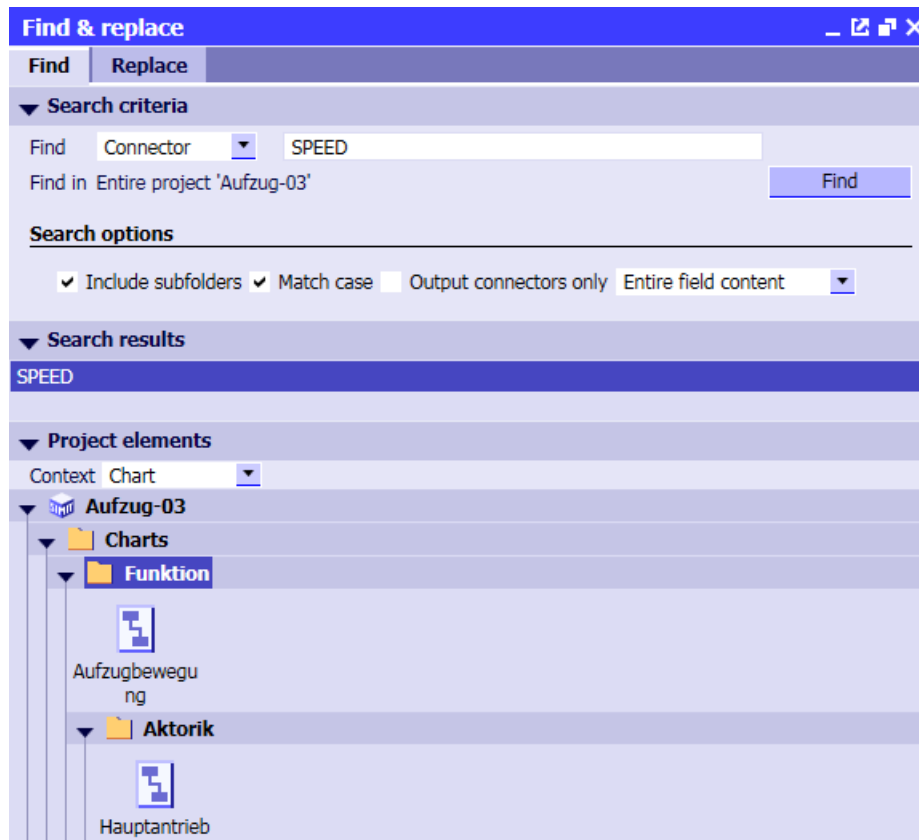 Find & replace
Find Replace
Search criteria
Find Connector SPEED
Find in Entire project 'Aufzug-03' Find
Search options
Include subfolders Match case Output connectors only Entire field content
Search results
SPEED
Project elements
Context Chart
Aufzug-03
Charts
Funktion
Aufzugbewegu
ng
Aktorik
Hauptantrieb